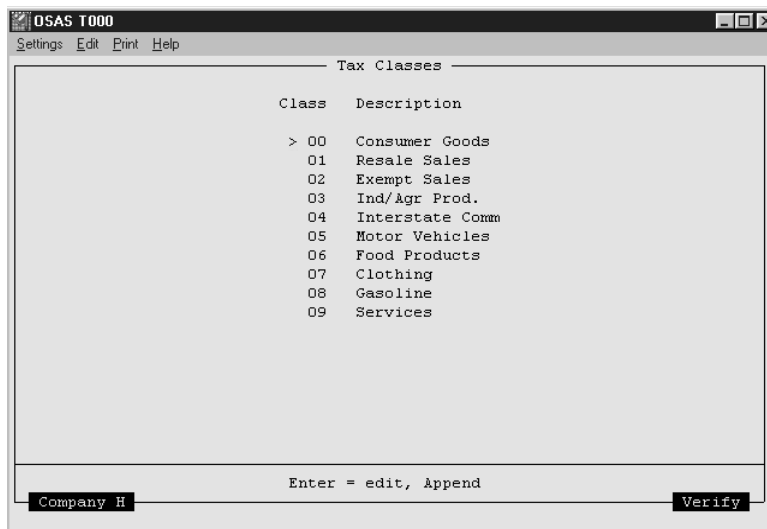 OSAS T000
Settings Edit Print Help
Tax Classes
Class Description
> 00 Consumer Goods
01 Resale Sales
02 Exempt Sales
03 Ind/Agr Prod.
04 Interstate Comm
05 Motor Vehicles
06 Food Products
07 Clothing
08 Gasoline
09 Services
Enter = edit, Append
Company H Verify